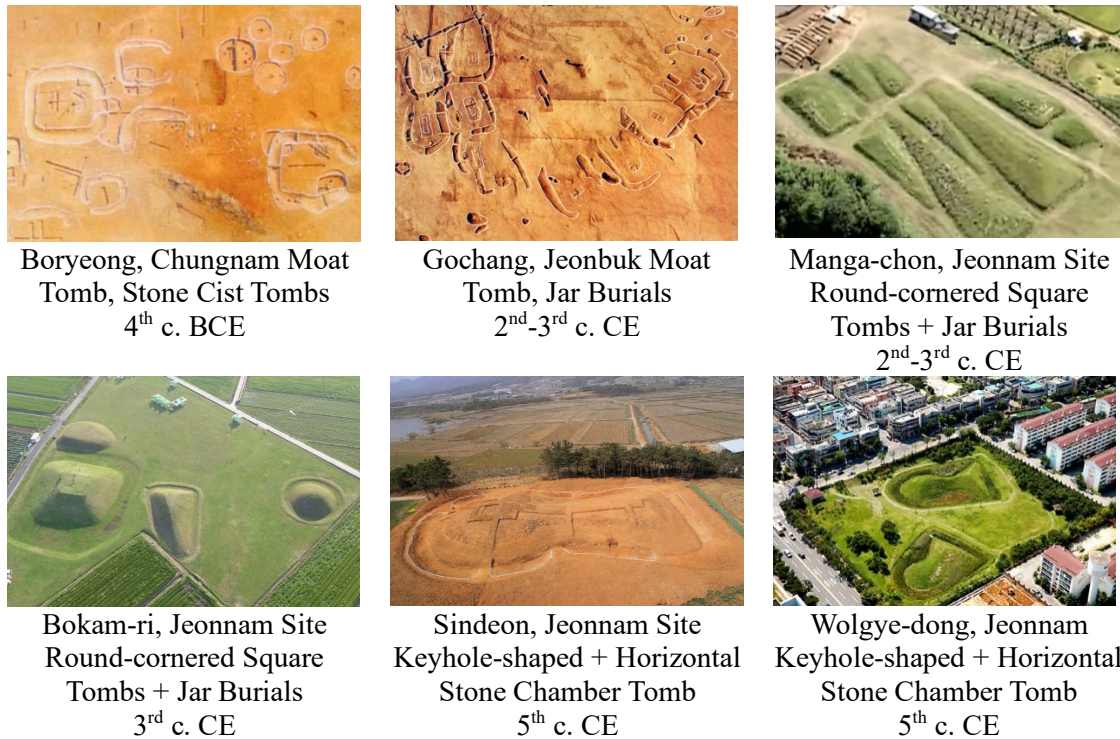 Boryeong, Chungnam Moat
Tomb, Stone Cist Tombs
4th c. BCE
Gochang, Jeonbuk Moat
Tomb, Jar Burials
2nd-3rd c. CE
Manga-chon, Jeonnam Site
Round-cornered Square
Tombs + Jar Burials
2nd-3rd c. CE
Bokam-ri, Jeonnam Site
Round-cornered Square
Tombs + Jar Burials
3rd c. CE
Sindeon, Jeonnam Site
Keyhole-shaped + Horizontal
Stone Chamber Tomb
5th c. CE
Wolgye-dong, Jeonnam
Keyhole-shaped + Horizontal
Stone Chamber Tomb
5th c. CE